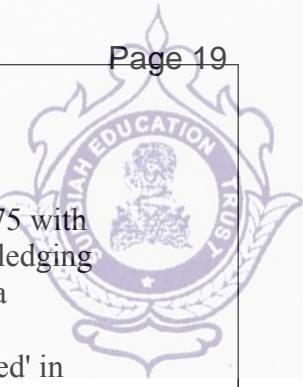 Page 19
EDUCATION
TRUST
75 with
ledging
a
ed' in